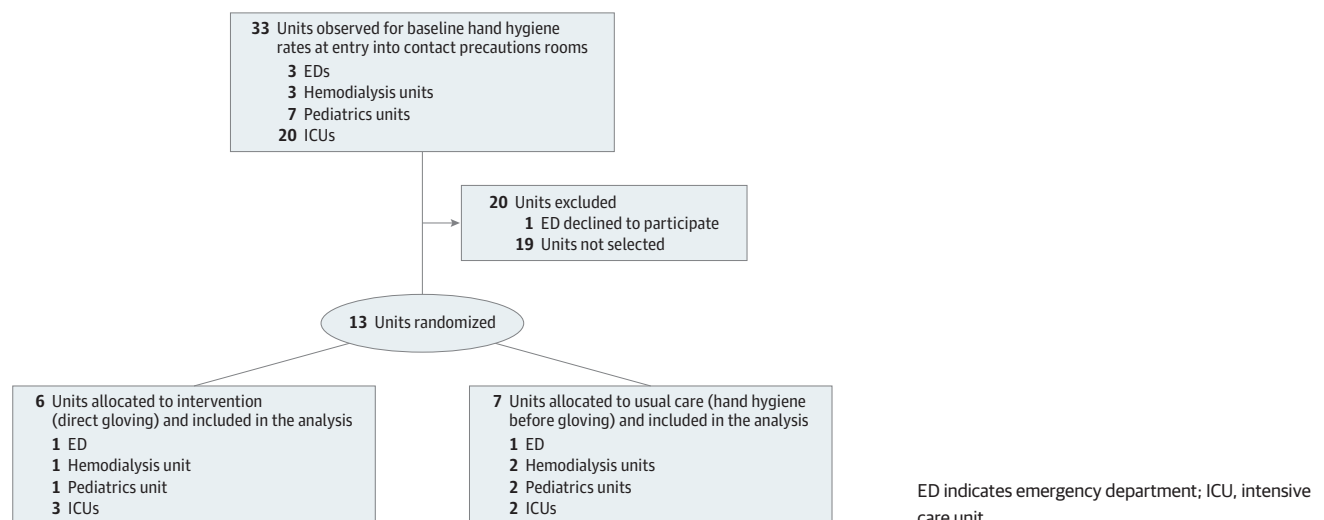 33 Units observed for baseline hand hygiene
rates at entry into contact precautions rooms
3 EDs
3 Hemodialysis units
7 Pediatrics units
20 ICUs
20 Units excluded
1 ED declined to participate
19 Units not selected
13 Units randomized
6 Units allocated to intervention
(direct gloving) and included in the analysis
1 ED
1 Hemodialysis unit
1 Pediatrics unit
3 ICUs
7 Units allocated to usual care (hand hygiene
before gloving) and included in the analysis
1 ED
2 Hemodialysis units
2 Pediatrics units
2 ICUs
ED indicates emergency department; ICU, intensive
care unit